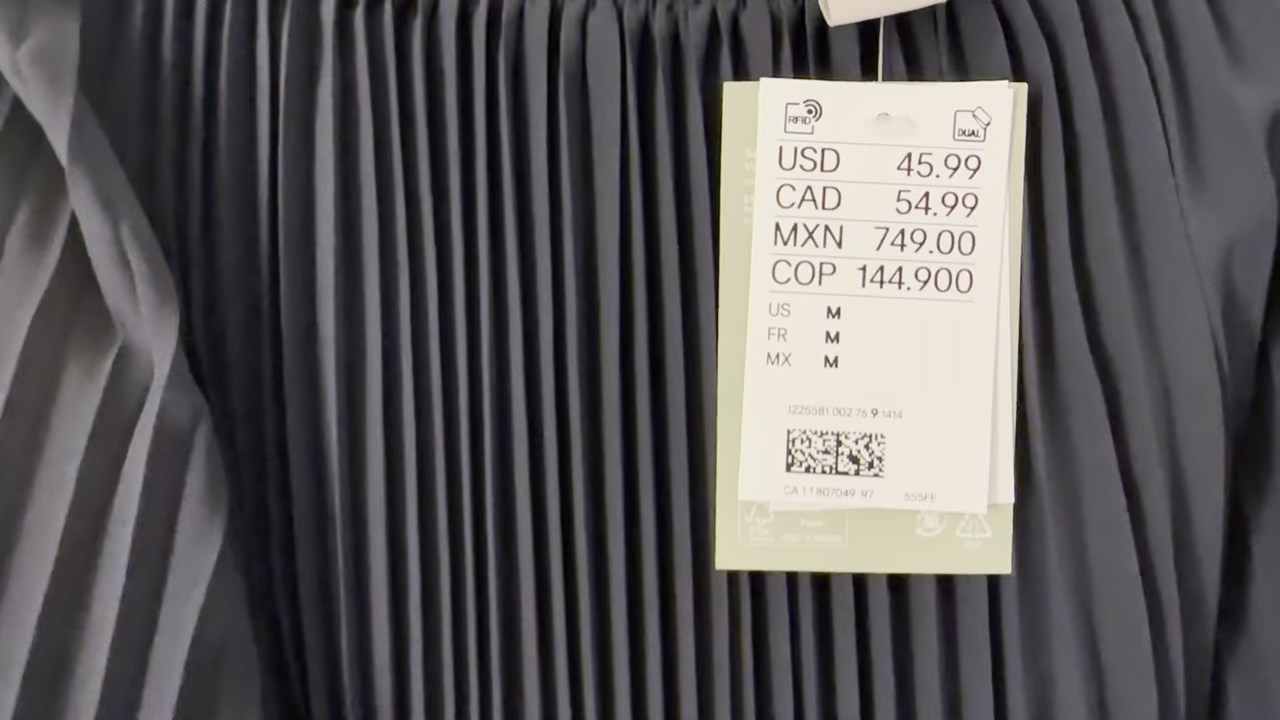 RFID
DUAL
USD 45.99
CAD 54.99
MXN 749.00
COP 144.900
US M
FR M
MX M
1225581 002 76 9 1414
CA 11807049 97 655FE